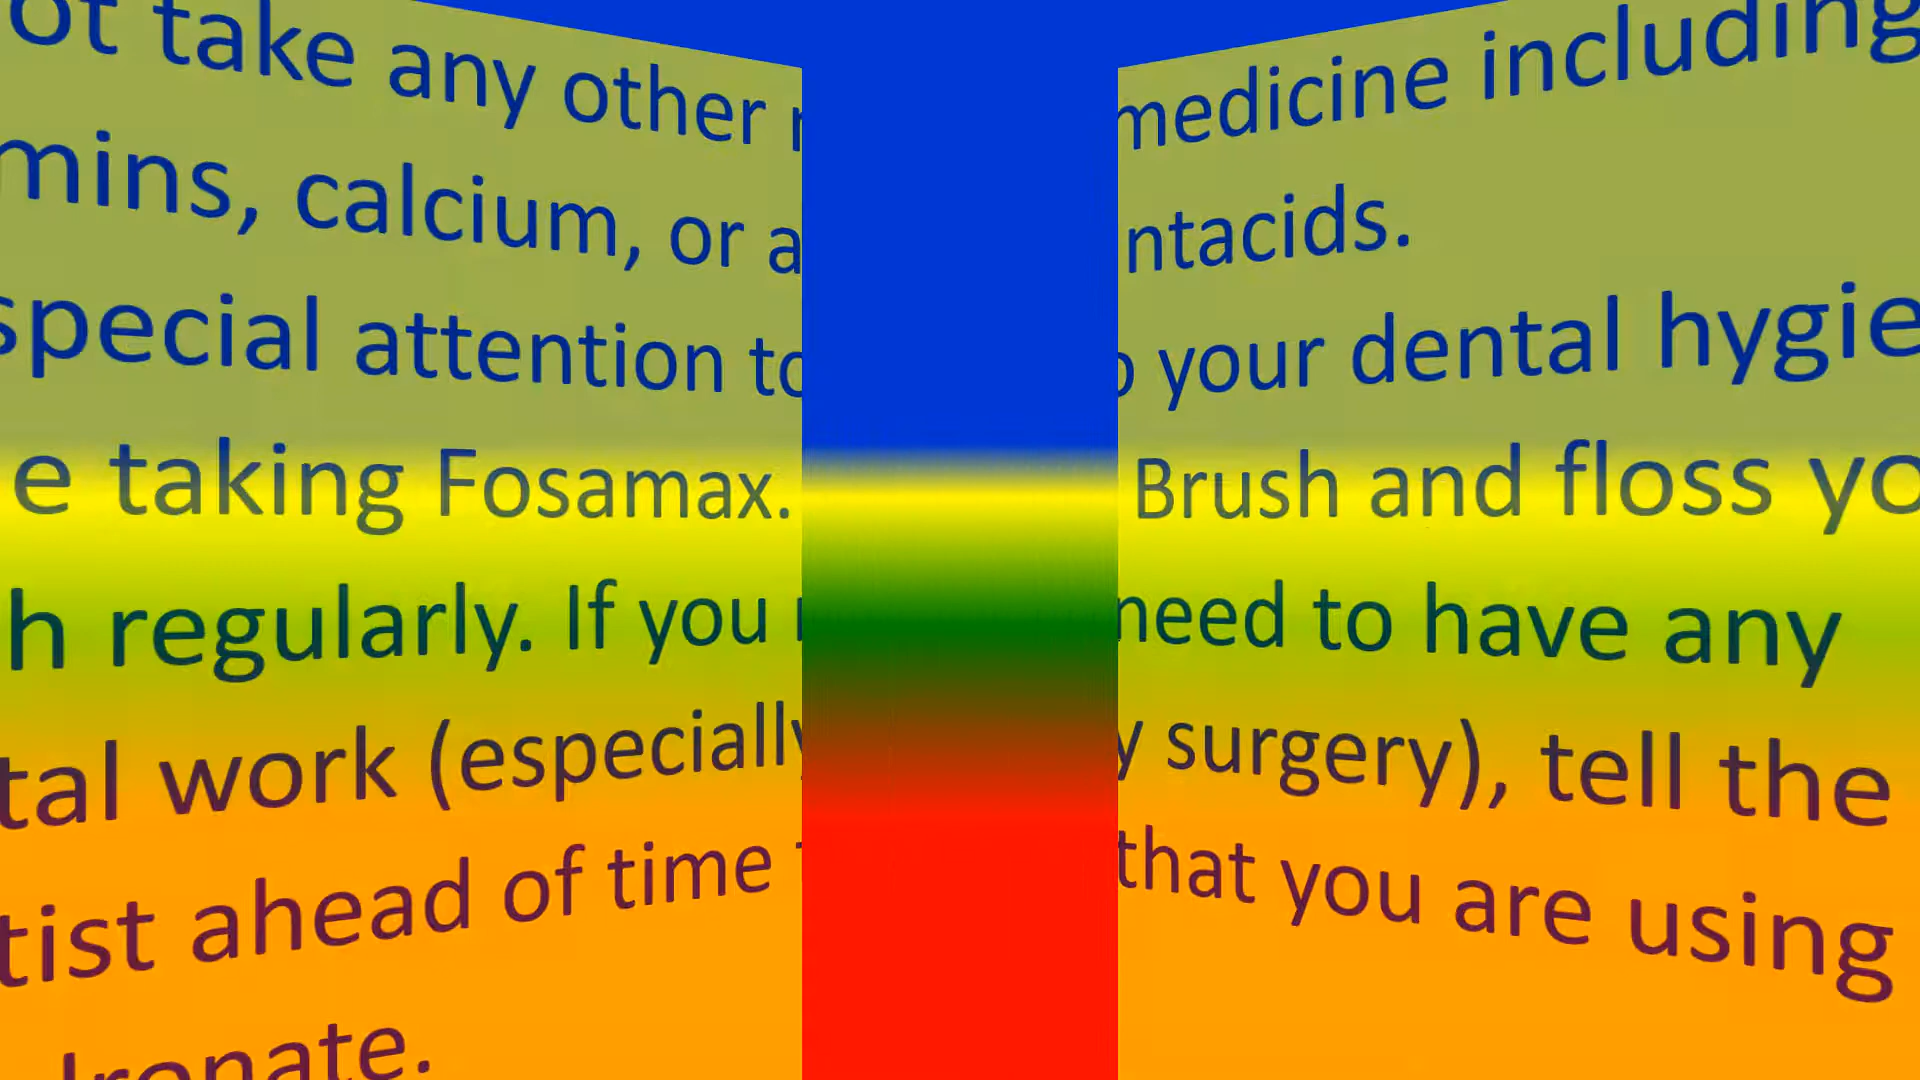 ot take any other medicine including
mins, calcium, or antacids.
special attention to your dental hygie
e taking Fosamax. Brush and floss yo
h regularly. If you need to have any
tal work (especially surgery), tell the
tist ahead of time that you are using
dronate.